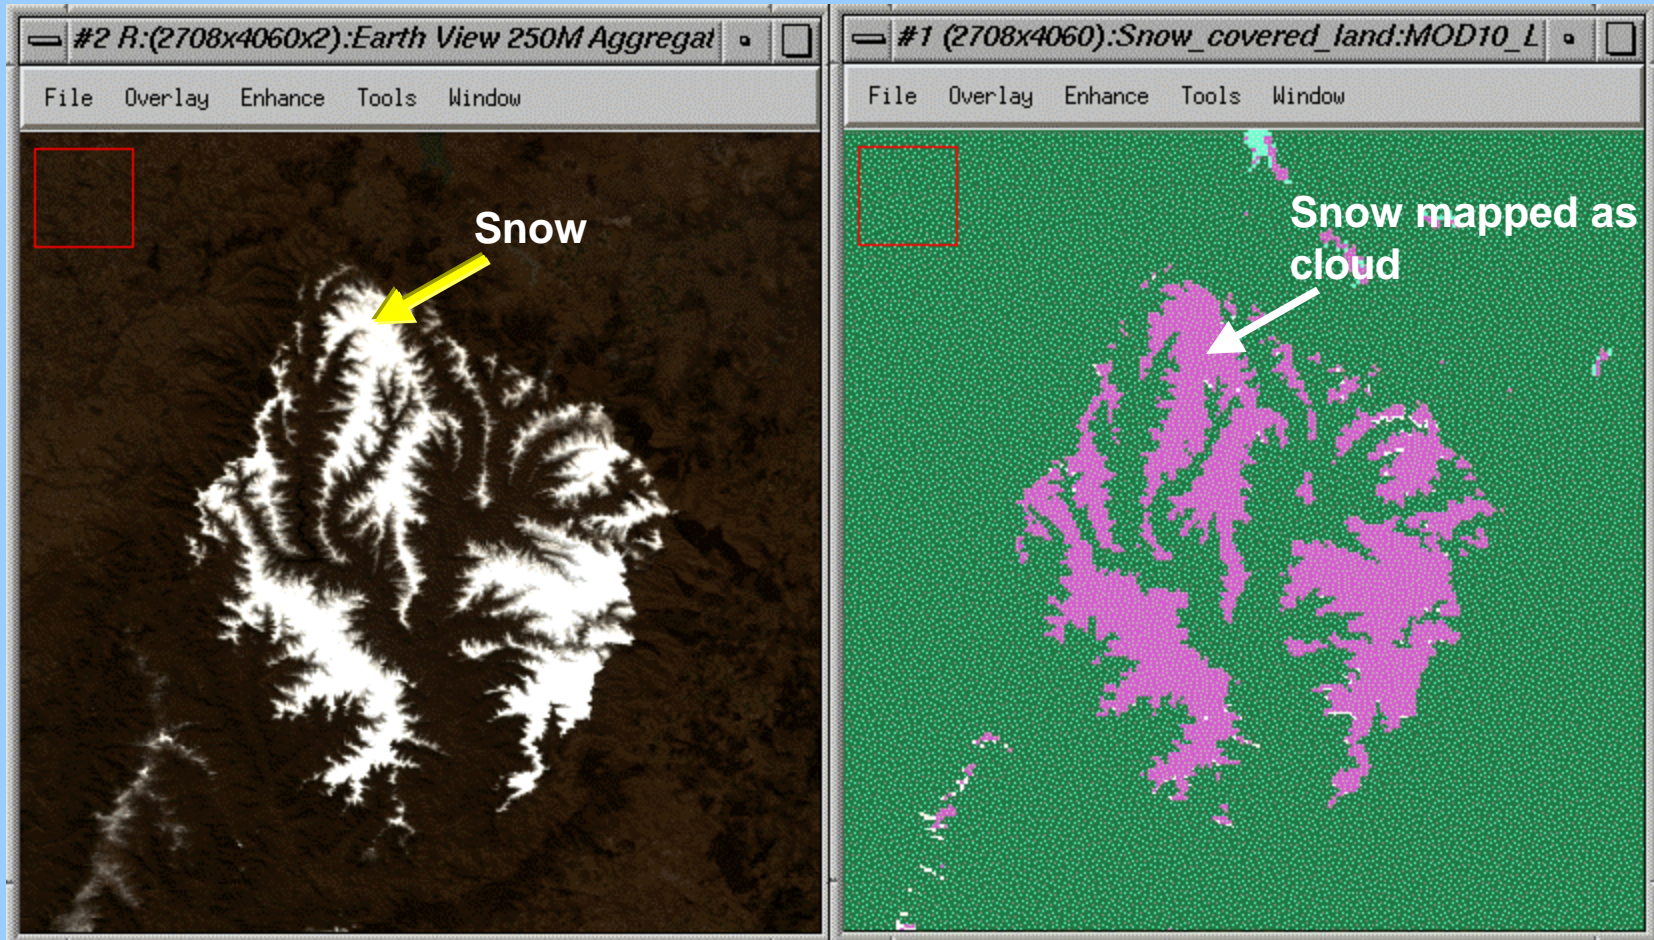 #2 R:(2708x4060x2):Earth View 250M Aggregat
File Overlay Enhance Tools Window
Snow
#1 (2708x4060):Snow_covered_land:MOD10_L
File Overlay Enhance Tools Window
Snow mapped as
cloud